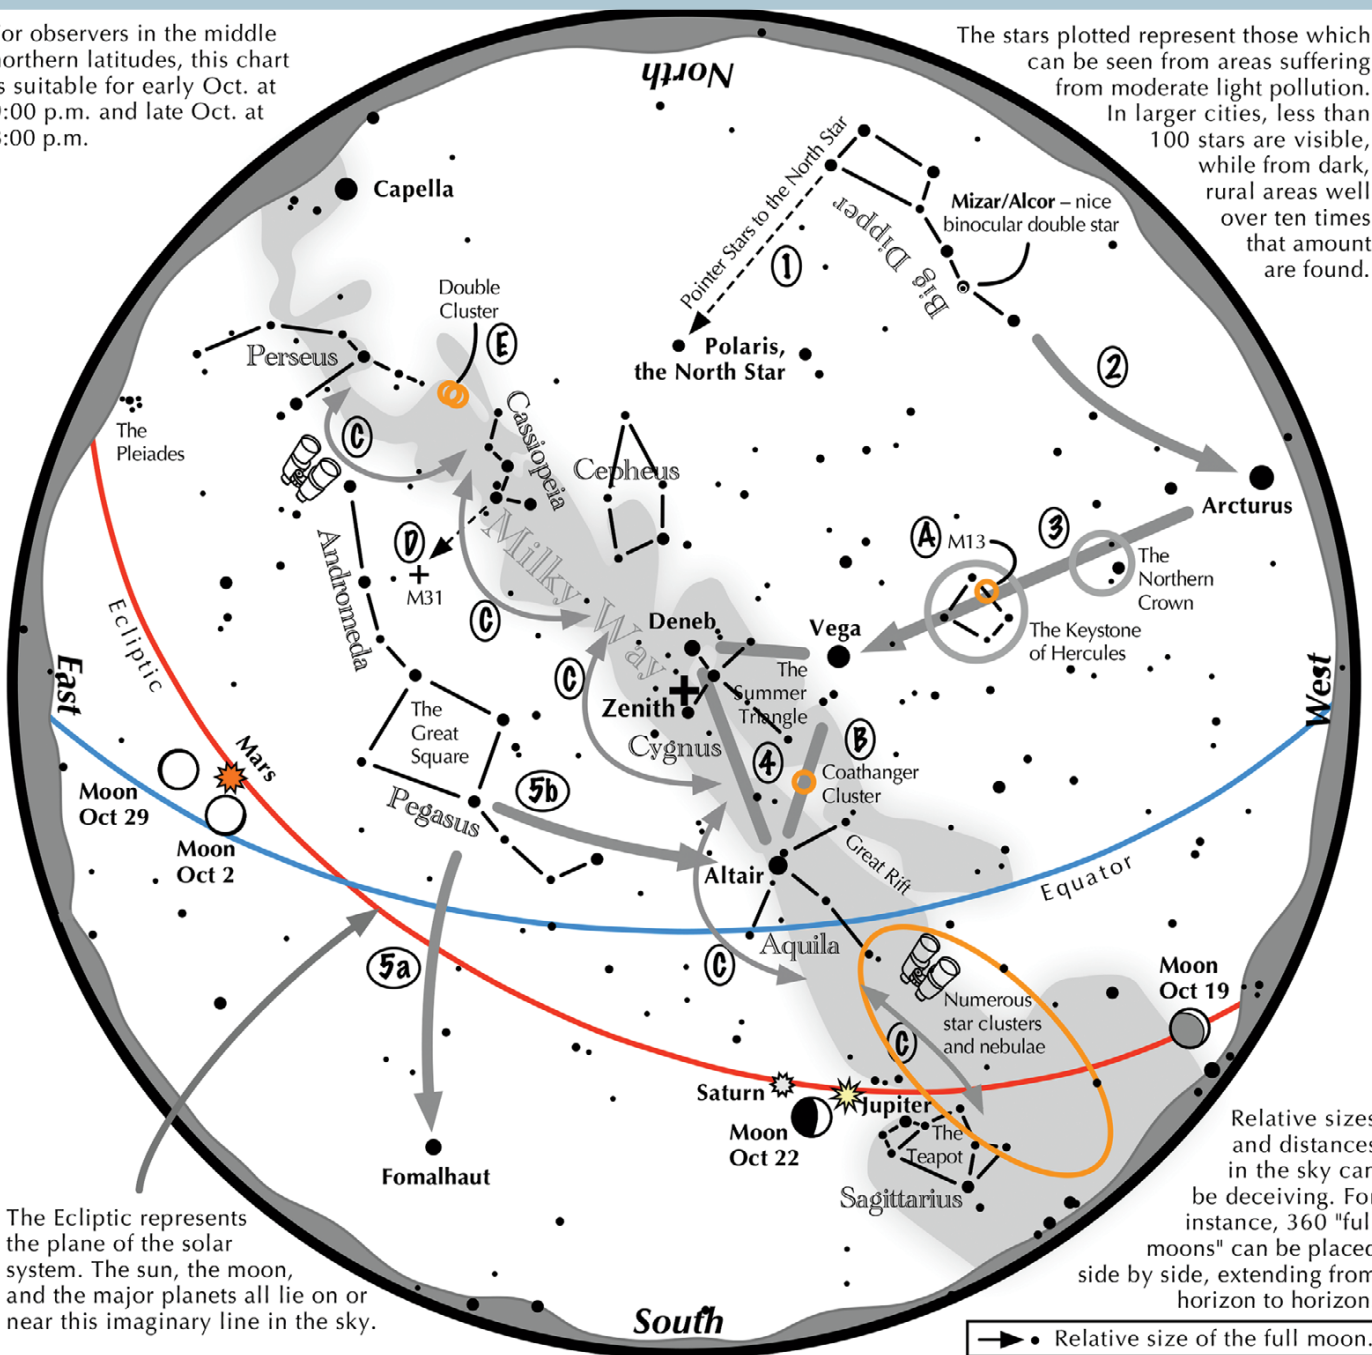 or observers in the middle
northern latitudes, this chart
s suitable for early Oct. at
:00 p.m. and late Oct. at
:00 p.m.
The stars plotted represent those which
can be seen from areas suffering
from moderate light pollution.
In larger cities, less than
100 stars are visible,
while from dark,
rural areas well
over ten times
that amount
are found.
North
Capella
Pointer Stars to the North Star
1
Big Dipper
Mizar/Alcor – nice
binocular double star
Double
Cluster
E
Perseus
Polaris,
the North Star
2
The
Pleiades
C
Cassiopeia
Cepheus
Arcturus
Andromeda
D
M31
Milky Way
C
A
M13
3
The
Northern
Crown
The Keystone
of Hercules
Ecliptic
East
West
Deneb
Vega
C
Zenith
The
Summer
Triangle
Cygnus
4
B
Coathanger
Cluster
The
Great
Square
Pegasus
5b
Mars
Moon
Oct 29
Moon
Oct 2
Altair
Great Rift
Equator
Aquila
C
5a
Numerous
star clusters
and nebulae
C
Moon
Oct 19
Saturn
Jupiter
Moon
Oct 22
The
Teapot
Sagittarius
Fomalhaut
The Ecliptic represents
the plane of the solar
system. The sun, the moon,
and the major planets all lie on or
near this imaginary line in the sky.
Relative sizes
and distances
in the sky can
be deceiving. For
instance, 360 "full
moons" can be placed
side by side, extending from
horizon to horizon
South
Relative size of the full moon.